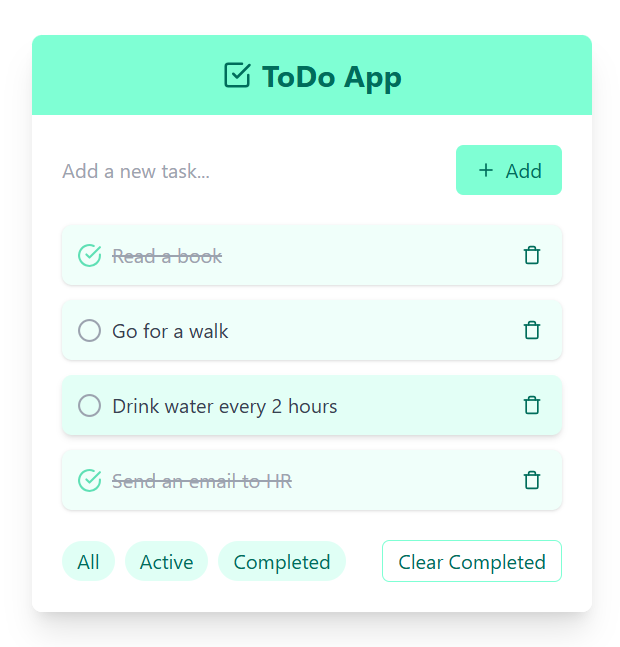 ToDo App
Add a new task...
Add
Read a book
Go for a walk
Drink water every 2 hours
Send an email to HR
All Active Completed Clear Completed